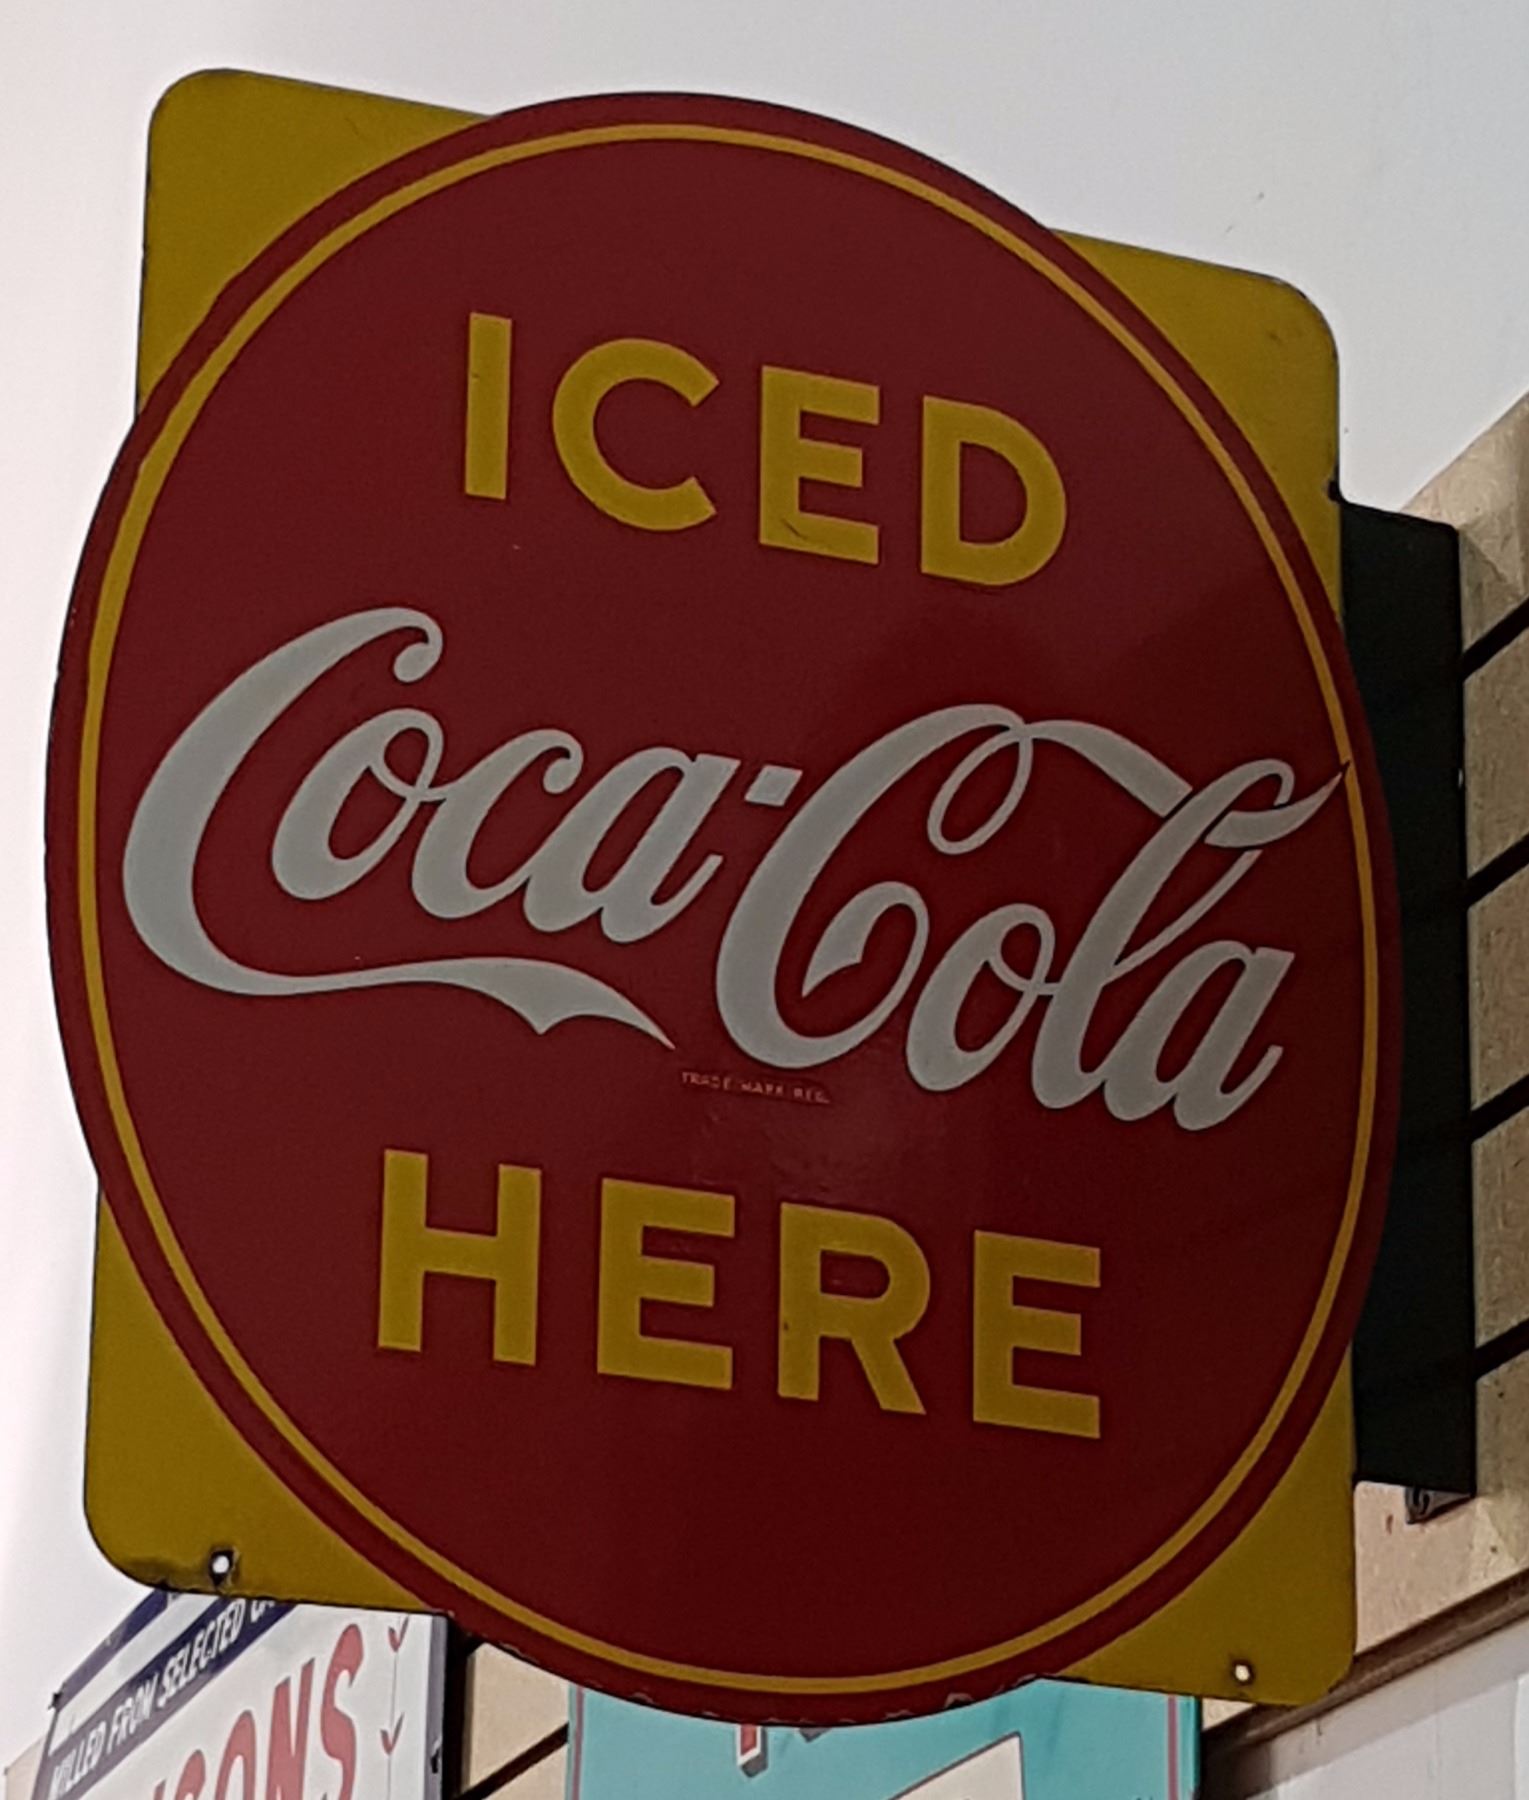 ICED
Coca-Cola
TRADE MARK REG.
HERE
MILLED FROM SELECTED